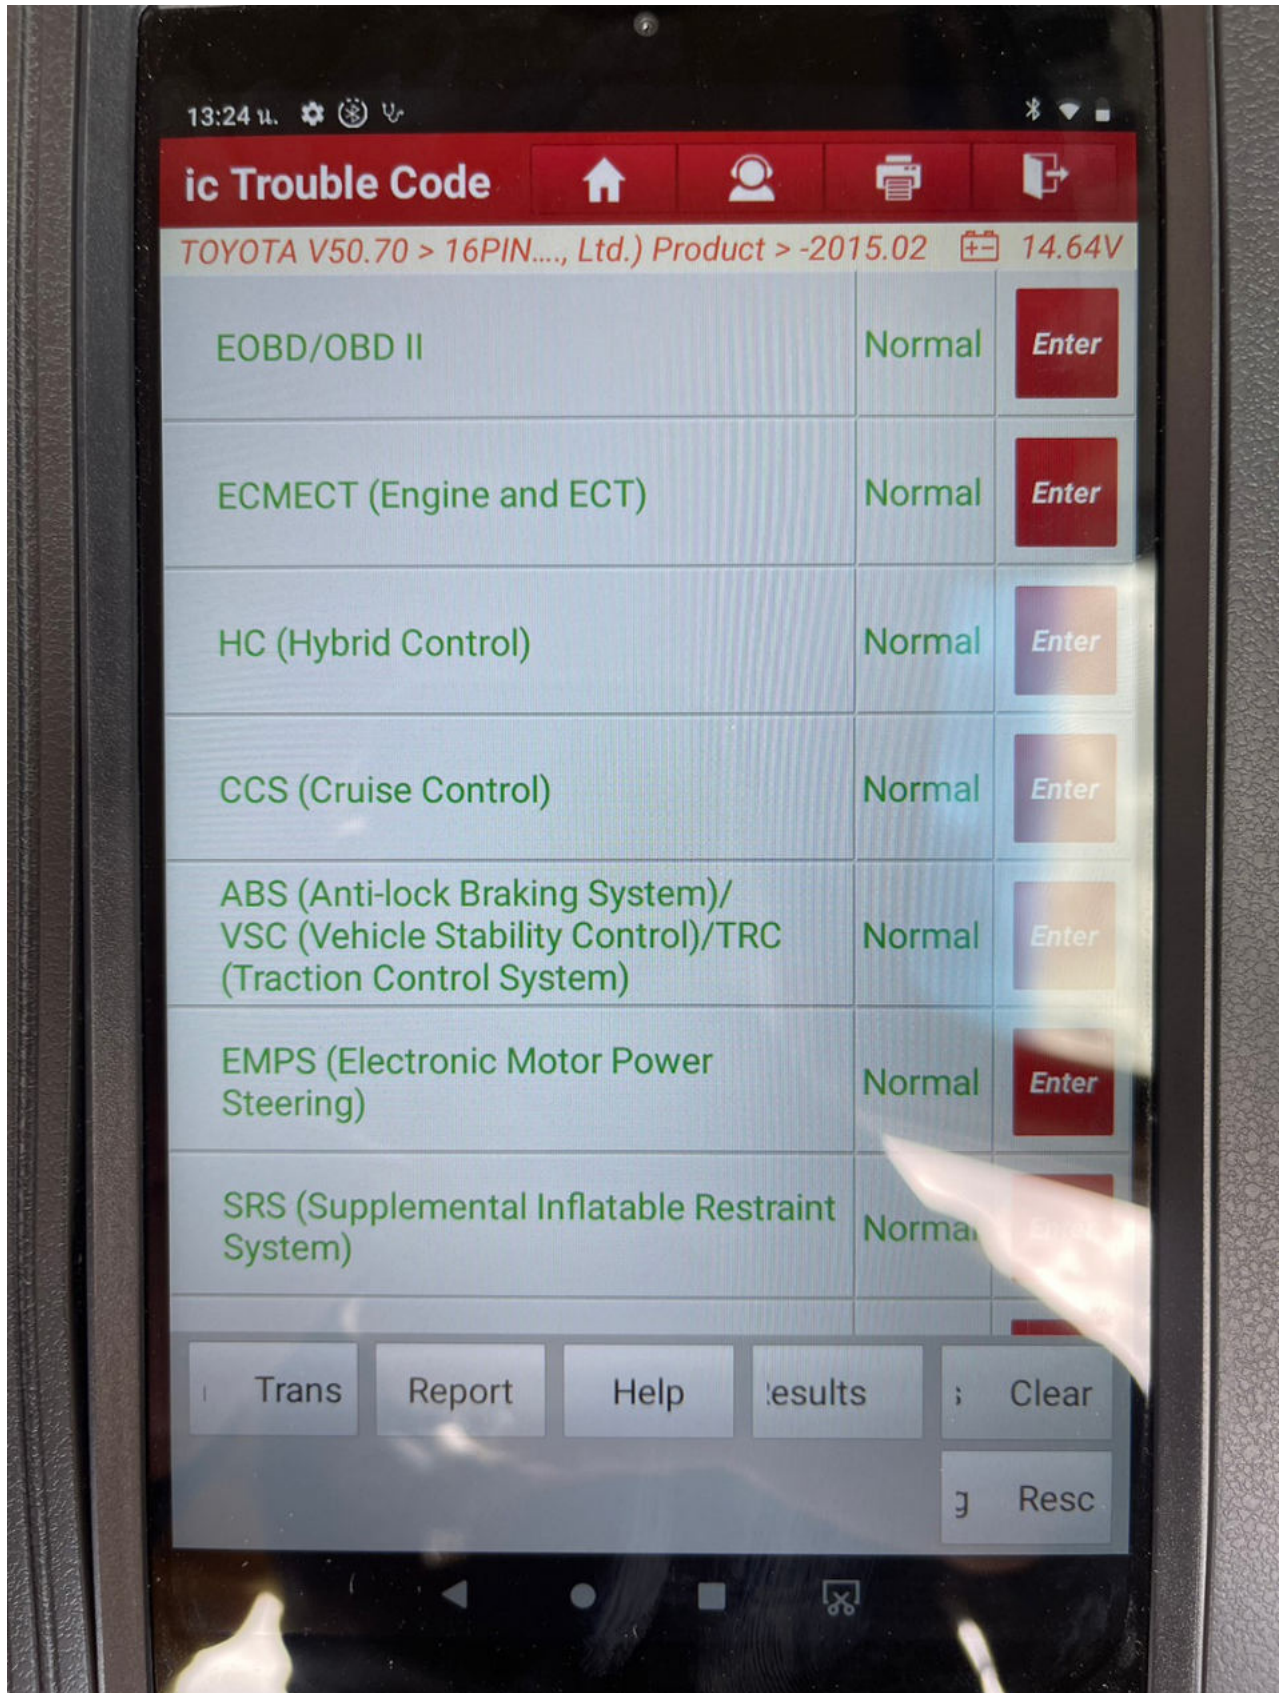 13:24 น.
ic Trouble Code
TOYOTA V50.70 > 16PIN...., Ltd.) Product > -2015.02 14.64V
EOBD/OBD II Normal Enter
ECMECT (Engine and ECT) Normal Enter
HC (Hybrid Control) Normal Enter
CCS (Cruise Control) Normal Enter
ABS (Anti-lock Braking System)/
VSC (Vehicle Stability Control)/TRC Normal Enter
(Traction Control System)
EMPS (Electronic Motor Power
Steering) Normal Enter
SRS (Supplemental Inflatable Restraint
System) Normal Enter
Trans Report Help esults Clear
g Resc